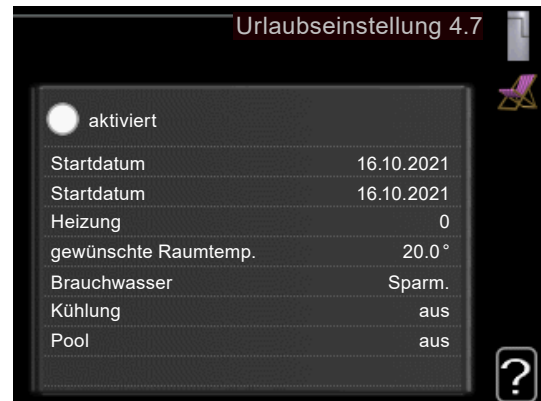 Urlaubseinstellung 4.7
aktiviert
Startdatum 16.10.2021
Startdatum 16.10.2021
Heizung 0
gewünschte Raumtemp. 20.0°
Brauchwasser Sparm.
Kühlung aus
Pool aus
?